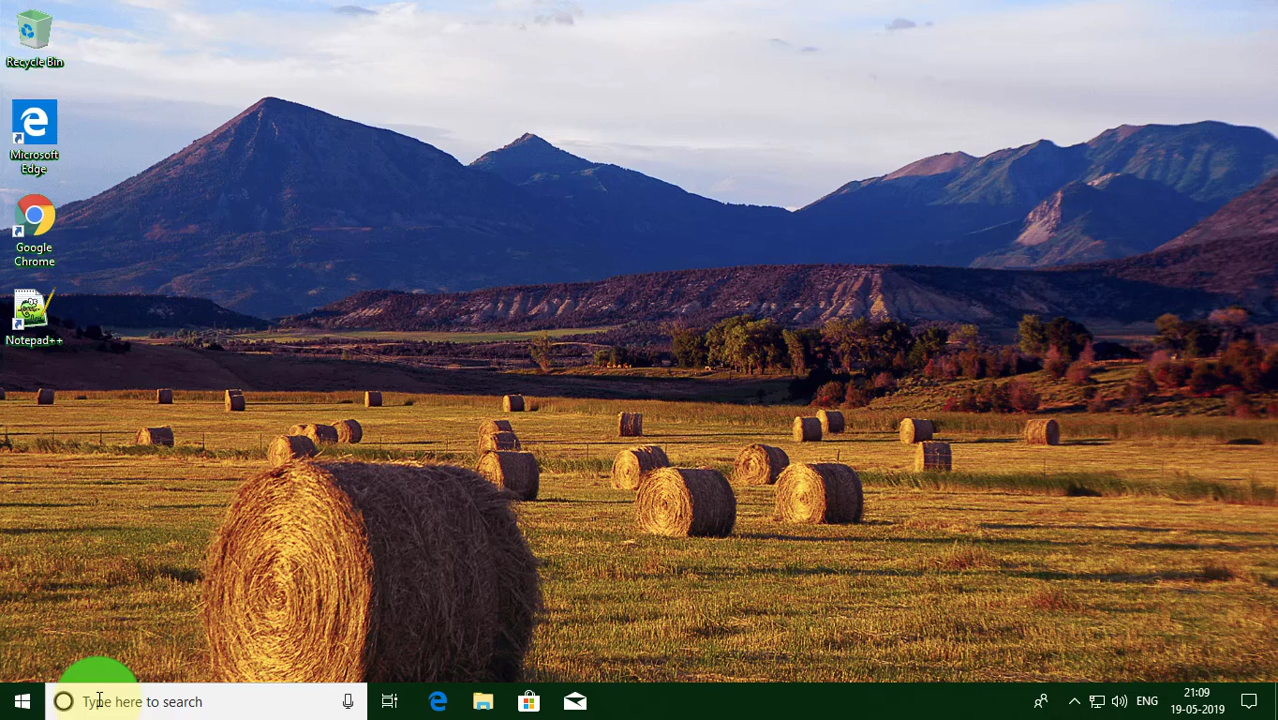 Recycle Bin
Microsoft
Edge
Google
Chrome
Notepad++
Type here to search
ENG
21:09
19-05-2019